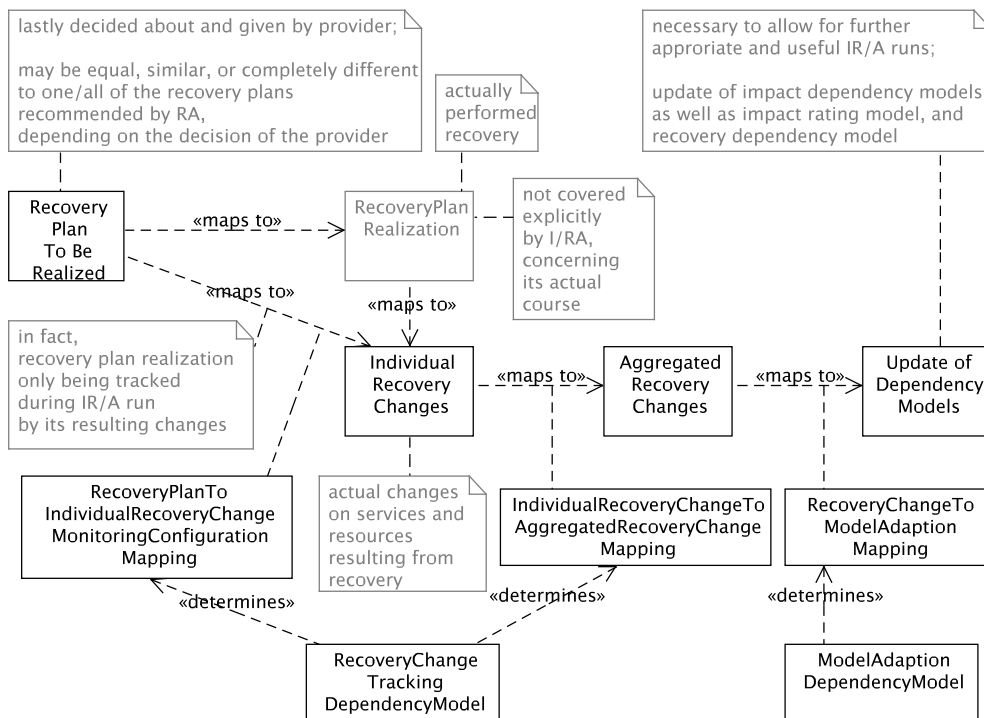 lastly decided about and given by provider;
may be equal, similar, or completely different
to one/all of the recovery plans
recommended by RA,
depending on the decision of the provider
actually
performed
recovery
necessary to allow for further
approriate and useful IR/A runs;
update of impact dependency models
as well as impact rating model, and
recovery dependency model
Recovery
Plan
To Be
Realized
«maps to»
RecoveryPlan
Realization
not covered
explicitly
by I/RA,
concerning
its actual
course
«maps to»
«maps to»
in fact,
recovery plan realization
only being tracked
during IR/A run
by its resulting changes
Individual
Recovery
Changes
«maps to»
Aggregated
Recovery
Changes
«maps to»
Update of
Dependency
Models
RecoveryPlanTo
IndividualRecoveryChange
MonitoringConfiguration
Mapping
actual changes
on services and
resources
resulting from
recovery
IndividualRecoveryChangeTo
AggregatedRecoveryChange
Mapping
RecoveryChangeTo
ModelAdaption
Mapping
«determines»
«determines»
«determines»
RecoveryChange
Tracking
DependencyModel
ModelAdaption
DependencyModel